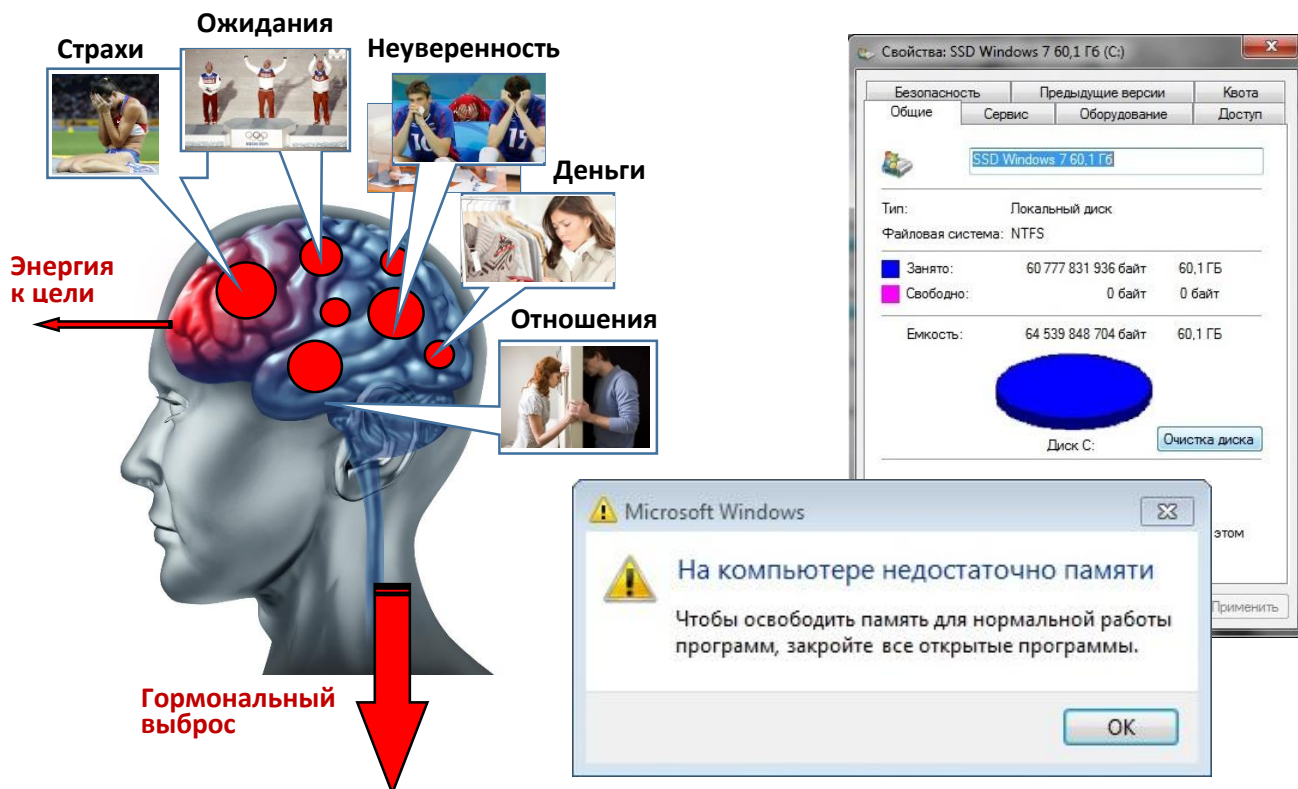 Страхи
Ожидания
Неуверенность
Деньги
Отношения
Энергия
к цели
Гормональный
выброс
10
15
Свойства: SSD Windows 7 60,1 Гб (C:)
Безопасность Предыдущие версии Квота
Общие Сервис Оборудование Доступ
SSD Windows 7 60,1 Гб
Тип: Локальный диск
Файловая система: NTFS
Занято: 60 777 831 936 байт 60,1 ГБ
Свободно: 0 байт 0 байт
Емкость: 64 539 848 704 байт 60,1 ГБ
Диск C: Очистка диска
этом
Применить
Microsoft Windows
На компьютере недостаточно памяти
Чтобы освободить память для нормальной работы
программ, закройте все открытые программы.
OK